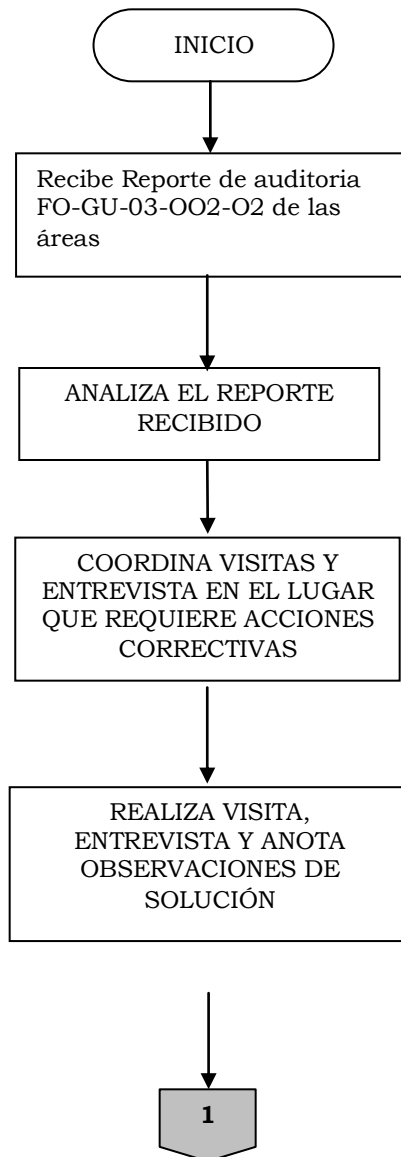 INICIO
Recibe Reporte de auditoria
FO-GU-03-OO2-O2 de las
áreas
ANALIZA EL REPORTE
RECIBIDO
COORDINA VISITAS Y
ENTREVISTA EN EL LUGAR
QUE REQUIERE ACCIONES
CORRECTIVAS
REALIZA VISITA,
ENTREVISTA Y ANOTA
OBSERVACIONES DE
SOLUCIÓN
1